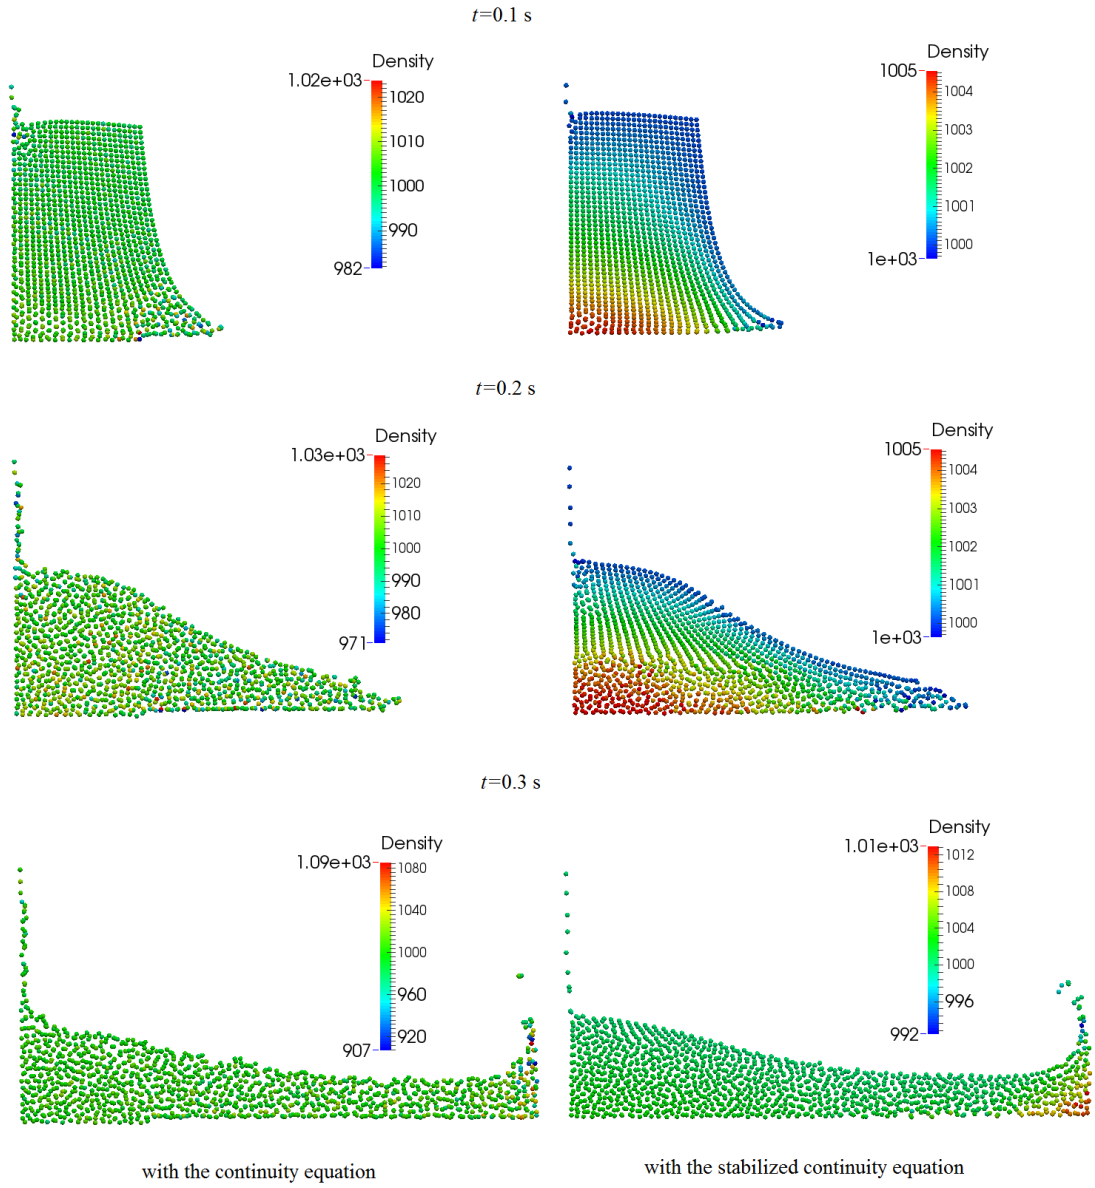 t=0.1 s
Density
1.02e+03
1020
1010
1000
990
982
Density
1005
1004
1003
1002
1001
1000
1e+03
t=0.2 s
Density
1.03e+03
1020
1010
1000
990
980
971
Density
1005
1004
1003
1002
1001
1000
1e+03
t=0.3 s
Density
1.09e+03
1080
1040
1000
960
920
907
Density
1.01e+03
1012
1008
1004
1000
996
992
with the continuity equation
with the stabilized continuity equation